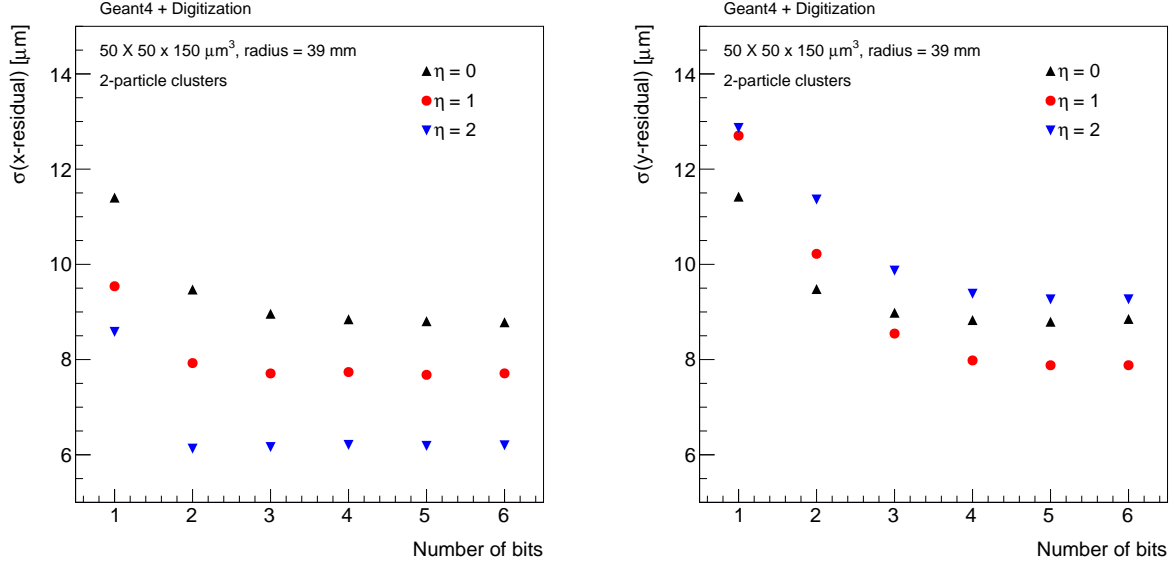 Geant4 + Digitization
50 X 50 x 150 μm³, radius = 39 mm
2-particle clusters
η = 0
η = 1
η = 2
σ(x-residual) [μm]
14
12
10
8
6
1 2 3 4 5 6
Number of bits
Geant4 + Digitization
50 X 50 x 150 μm³, radius = 39 mm
2-particle clusters
η = 0
η = 1
η = 2
σ(y-residual) [μm]
14
12
10
8
6
1 2 3 4 5 6
Number of bits